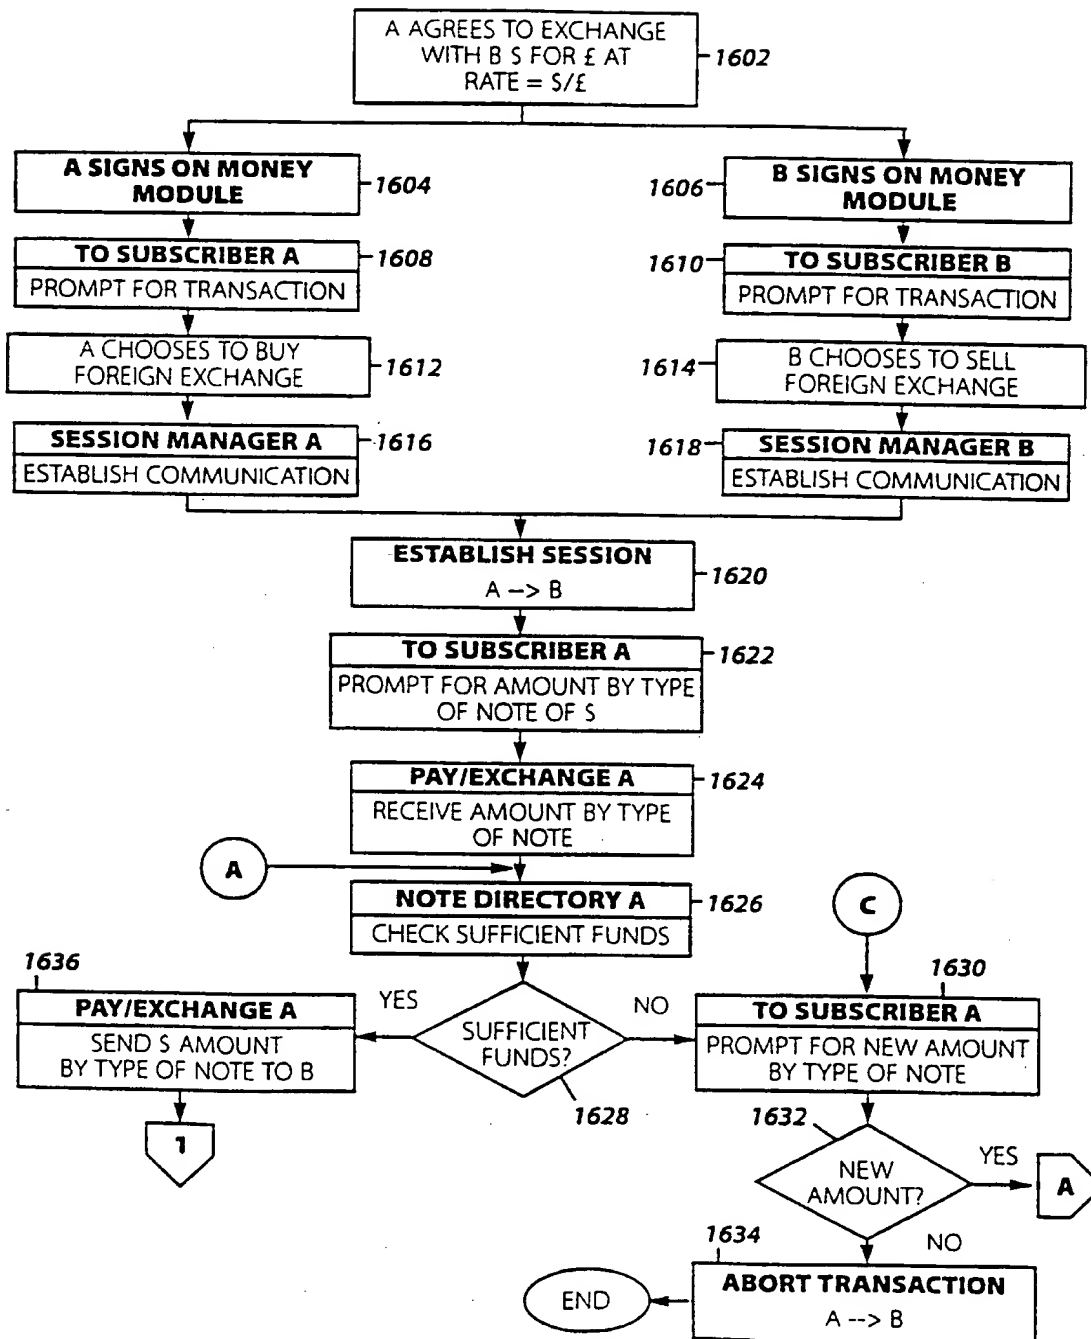 A AGREES TO EXCHANGE
WITH B $ FOR £ AT
RATE = $/£
1602
A SIGNS ON MONEY
MODULE
1604
1606
B SIGNS ON MONEY
MODULE
TO SUBSCRIBER A
1608
PROMPT FOR TRANSACTION
1610
TO SUBSCRIBER B
PROMPT FOR TRANSACTION
A CHOOSES TO BUY
FOREIGN EXCHANGE
1612
1614
B CHOOSES TO SELL
FOREIGN EXCHANGE
SESSION MANAGER A
1616
ESTABLISH COMMUNICATION
1618
SESSION MANAGER B
ESTABLISH COMMUNICATION
ESTABLISH SESSION
A --> B
1620
TO SUBSCRIBER A
1622
PROMPT FOR AMOUNT BY TYPE
OF NOTE OF $
PAY/EXCHANGE A
1624
RECEIVE AMOUNT BY TYPE
OF NOTE
A
NOTE DIRECTORY A
1626
CHECK SUFFICIENT FUNDS
C
1636
PAY/EXCHANGE A
SEND $ AMOUNT
BY TYPE OF NOTE TO B
YES
SUFFICIENT
FUNDS?
NO
1628
1630
TO SUBSCRIBER A
PROMPT FOR NEW AMOUNT
BY TYPE OF NOTE
1
1632
NEW
AMOUNT?
YES
A
NO
1634
ABORT TRANSACTION
A --> B
END